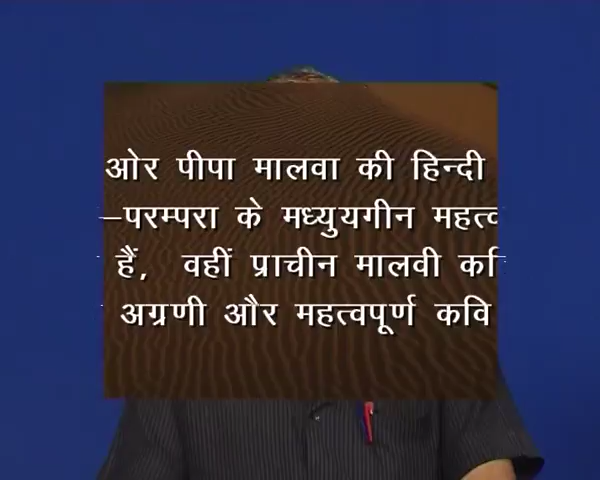 ओर पीपा मालवा की हिन्दी
–परम्परा के मध्युयगीन महत्व
हैं, वहीं प्राचीन मालवी
अग्रणी और महत्वपूर्ण कवि